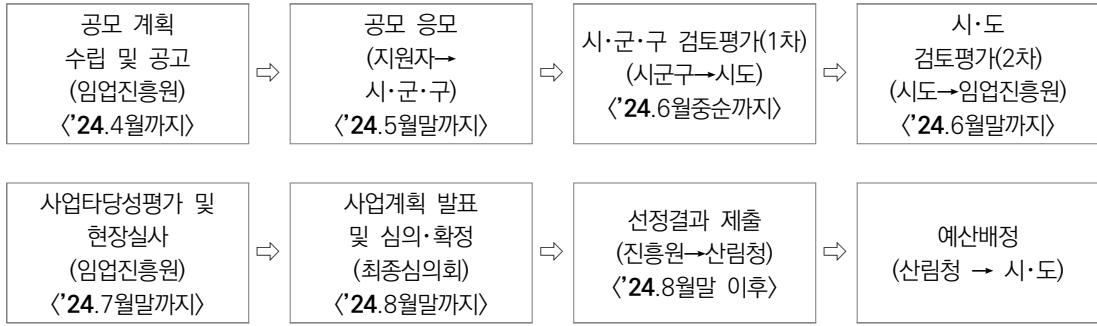 공모 계획
수립 및 공고
(임업진흥원)
〈’24.4월까지〉
⇨
공모 응모
(지원자→
시·군·구)
〈’24.5월말까지〉
⇨
시·군·구 검토평가(1차)
(시군구→시도)
〈’24.6월중순까지〉
⇨
시·도
검토평가(2차)
(시도→임업진흥원)
〈’24.6월말까지〉
사업타당성평가 및
현장실사
(임업진흥원)
〈’24.7월말까지〉
⇨
사업계획 발표
및 심의·확정
(최종심의회)
〈’24.8월말까지〉
⇨
선정결과 제출
(진흥원→산림청)
〈’24.8월말 이후〉
⇨
예산배정
(산림청 → 시·도)